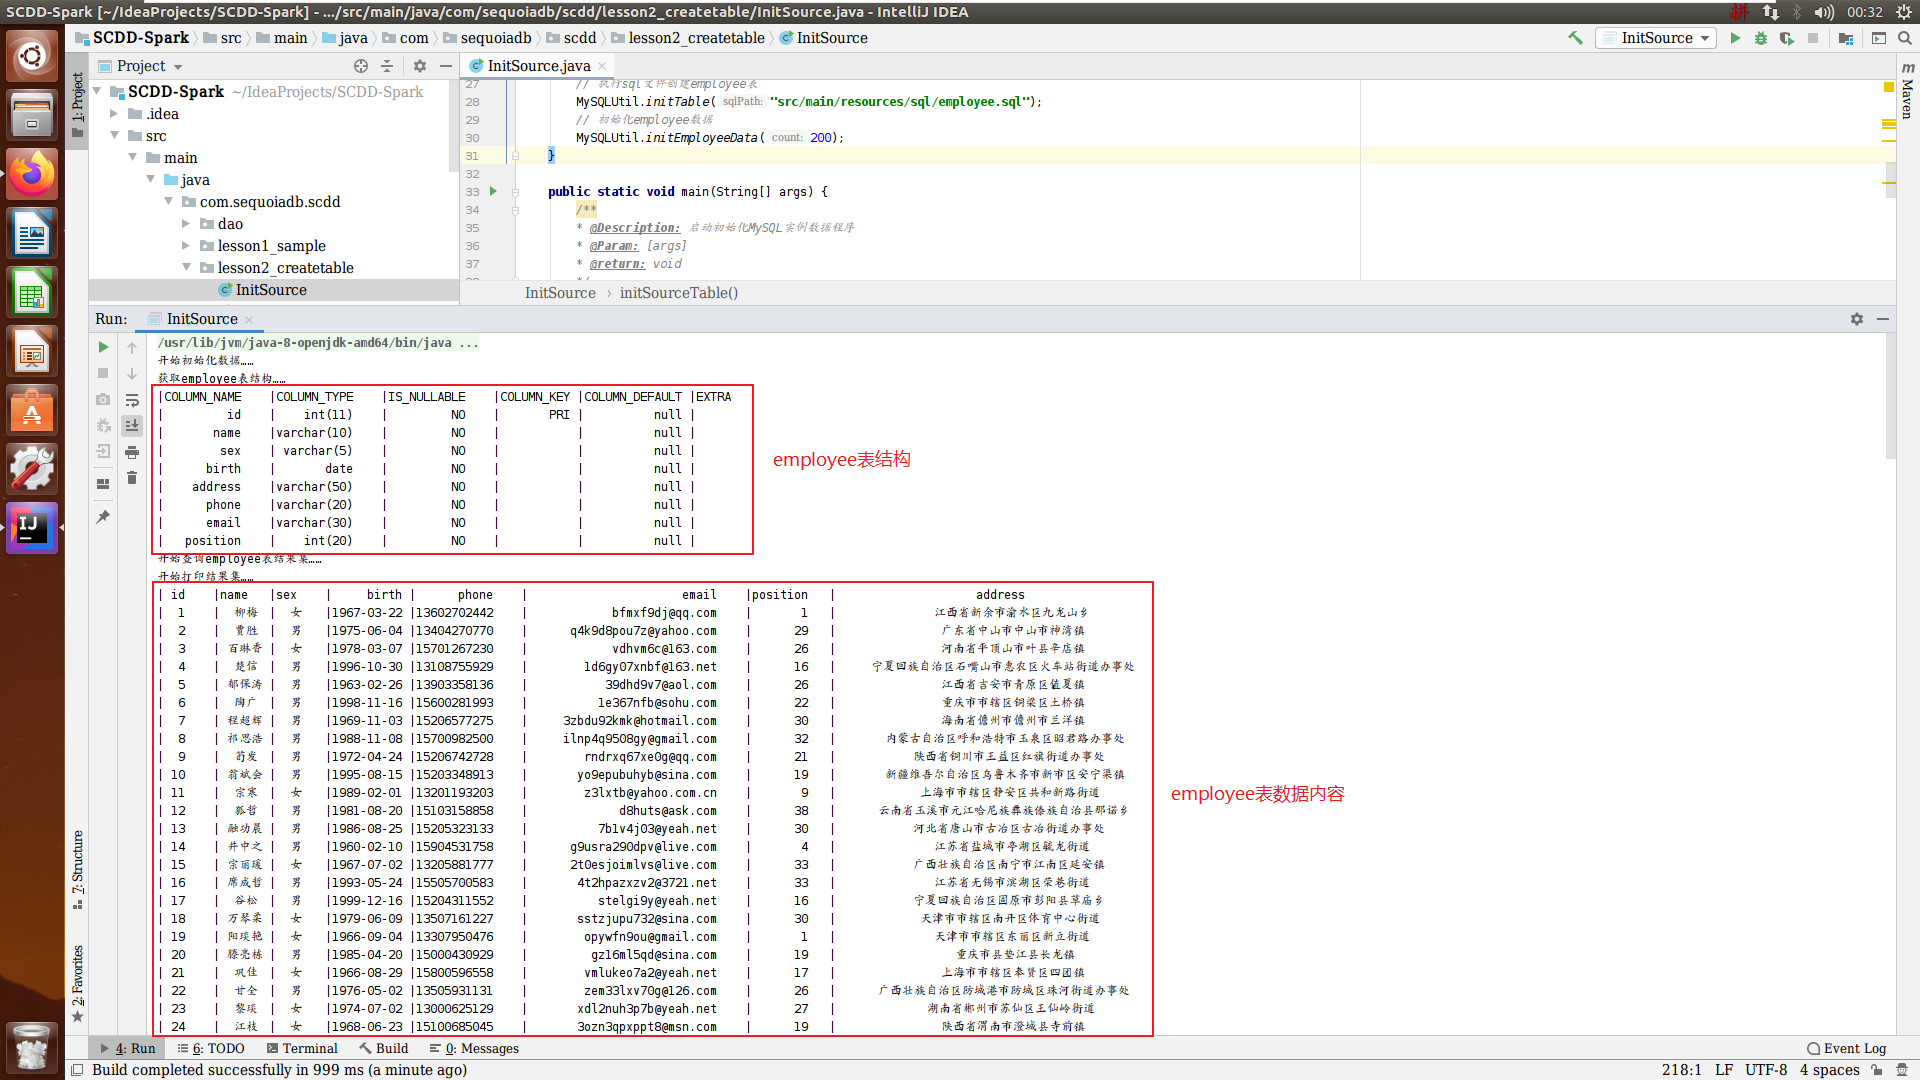 SCDD-Spark [~/IdeaProjects/SCDD-Spark] - .../src/main/java/com/sequoiadb/scdd/lesson2_createtable/InitSource.java - IntelliJ IDEA
拼 00:32
SCDD-Spark src main java com sequoiadb scdd lesson2_createtable InitSource
InitSource
Project
InitSource.java
1: Project
m Maven
SCDD-Spark ~/IdeaProjects/SCDD-Spark
.idea
src
main
java
com.sequoiadb.scdd
dao
lesson1_sample
lesson2_createtable
InitSource
27 // 执行sql文件创建employee表
28 MySQLUtil.initTable( sqlPath: "src/main/resources/sql/employee.sql");
29 // 初始化employee数据
30 MySQLUtil.initEmployeeData( count: 200);
31 }
32
33 public static void main(String[] args) {
34 /**
35 * @Description: 启动初始化MySQL实例数据程序
36 * @Param: [args]
37 * @return: void
InitSource › initSourceTable()
Run: InitSource
/usr/lib/jvm/java-8-openjdk-amd64/bin/java ...
开始初始化数据……
获取employee表结构……
|COLUMN_NAME |COLUMN_TYPE |IS_NULLABLE |COLUMN_KEY |COLUMN_DEFAULT |EXTRA
| id | int(11) | NO | PRI | null |
| name |varchar(10) | NO | | null |
| sex | varchar(5) | NO | | null |
| birth | date | NO | | null |
| address |varchar(50) | NO | | null |
| phone |varchar(20) | NO | | null |
| email |varchar(30) | NO | | null |
| position | int(20) | NO | | null |
employee表结构
开始查询employee表结果集……
开始打印结果集……
| id |name |sex | birth | phone | email |position | address
| 1 | 柳梅 | 女 |1967-03-22 |13602702442 | bfmxf9dj@qq.com | 1 | 江西省新余市渝水区九龙山乡
| 2 | 贾胜 | 男 |1975-06-04 |13404270770 | q4k9d8pou7z@yahoo.com | 29 | 广东省中山市中山市神湾镇
| 3 | 百琳香 | 女 |1978-03-07 |15701267230 | vdhvm6c@163.com | 26 | 河南省平顶山市叶县辛店镇
| 4 | 楚信 | 男 |1996-10-30 |13108755929 | 1d6gy07xnbf@163.net | 16 | 宁夏回族自治区石嘴山市惠农区火车站街道办事处
| 5 | 郁保涛 | 男 |1963-02-26 |13903358136 | 39dhd9v7@aol.com | 26 | 江西省吉安市青原区值夏镇
| 6 | 陶广 | 男 |1998-11-16 |15600281993 | 1e367nfb@sohu.com | 22 | 重庆市市辖区铜梁区土桥镇
| 7 | 程超辉 | 男 |1969-11-03 |15206577275 | 3zbdu92kmk@hotmail.com | 30 | 海南省儋州市儋州市兰洋镇
| 8 | 祁思浩 | 男 |1988-11-08 |15700982500 | ilnp4q9508gy@gmail.com | 32 | 内蒙古自治区呼和浩特市玉泉区昭君路办事处
| 9 | 荀发 | 男 |1972-04-24 |15206742728 | rndrxq67xe0g@qq.com | 21 | 陕西省铜川市王益区红旗街道办事处
| 10 | 翁斌会 | 男 |1995-08-15 |15203348913 | yo9epubuhyb@sina.com | 19 | 新疆维吾尔自治区乌鲁木齐市新市区安宁渠镇
| 11 | 宗寒 | 女 |1989-02-01 |13201193203 | z3lxtb@yahoo.com.cn | 9 | 上海市市辖区静安区共和新路街道
| 12 | 狐哲 | 男 |1981-08-20 |15103158858 | d8huts@ask.com | 38 | 云南省玉溪市元江哈尼族彝族傣族自治县那诺乡
| 13 | 融功晨 | 男 |1986-08-25 |15205323133 | 7b1v4j03@yeah.net | 30 | 河北省唐山市古冶区古冶街道办事处
| 14 | 井中之 | 男 |1960-02-10 |15904531758 | g9usra290dpv@live.com | 4 | 江苏省盐城市亭湖区毓龙街道
| 15 | 宗丽瑗 | 女 |1967-07-02 |13205881777 | 2t0esjoimlvs@live.com | 33 | 广西壮族自治区南宁市江南区延安镇
| 16 | 席成哲 | 男 |1993-05-24 |15505700583 | 4t2hpazxzv2@3721.net | 33 | 江苏省无锡市滨湖区荣巷街道
| 17 | 谷松 | 男 |1999-12-16 |15204311552 | stelgi9y@yeah.net | 16 | 宁夏回族自治区固原市彭阳县草庙乡
| 18 | 万琴柔 | 女 |1979-06-09 |13507161227 | sstzjupu732@sina.com | 30 | 天津市市辖区南开区体育中心街道
| 19 | 阳琰艳 | 女 |1966-09-04 |13307950476 | opywfn9ou@gmail.com | 1 | 天津市市辖区东丽区新立街道
| 20 | 滕亮栋 | 男 |1985-04-20 |15000430929 | gz16ml5qd@sina.com | 19 | 重庆市县垫江县长龙镇
| 21 | 巩佳 | 女 |1966-08-29 |15800596558 | vmlukeo7a2@yeah.net | 17 | 上海市市辖区奉贤区四团镇
| 22 | 甘全 | 男 |1976-05-02 |13505931131 | zem33lxv70g@126.com | 26 | 广西壮族自治区防城港市防城区珠河街道办事处
| 23 | 黎琰 | 女 |1974-07-02 |13000625129 | xdl2nuh3p7b@yeah.net | 27 | 湖南省郴州市苏仙区王仙岭街道
| 24 | 江枝 | 女 |1968-06-23 |15100685045 | 3ozn3qpxppt8@msn.com | 19 | 陕西省渭南市澄城县寺前镇
employee表数据内容
7: Structure
2: Favorites
4: Run 6: TODO Terminal Build 0: Messages Event Log
Build completed successfully in 999 ms (a minute ago) 218:1 LF UTF-8 4 spaces